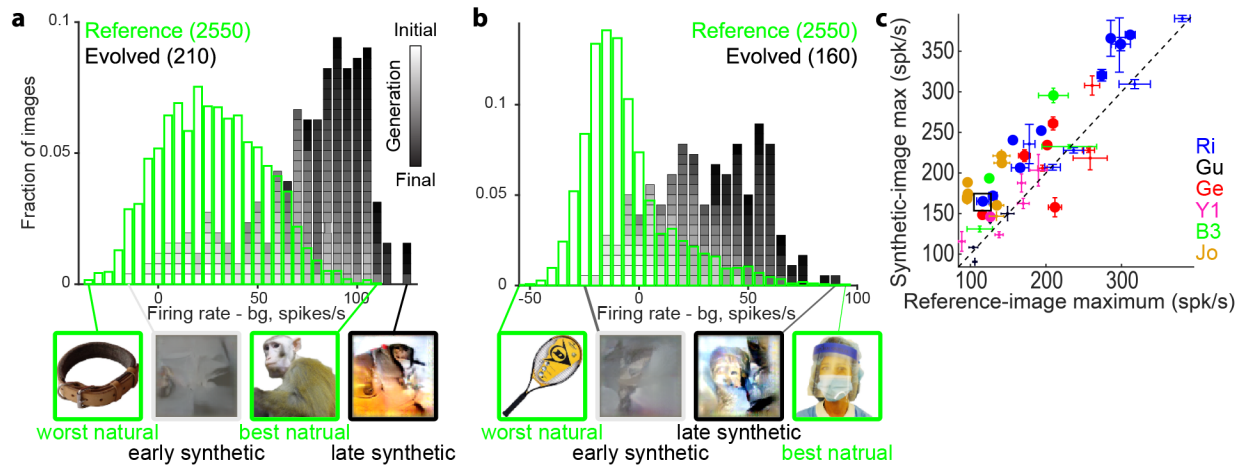 a
Reference (2550)
Evolved (210)
Initial
Generation
Final
Fraction of images
0.05
0
0
50
100
Firing rate - bg, spikes/s
worst natural
early synthetic
best natrual
late synthetic
b
Reference (2550)
Evolved (160)
0.1
0.05
0
-50
0
50
100
Firing rate - bg, spikes/s
worst natural
early synthetic
late synthetic
best natural
c
Synthetic-image max (spk/s)
350
300
250
200
150
100
100
200
300
Reference-image maximum (spk/s)
Ri
Gu
Ge
Y1
B3
Jo